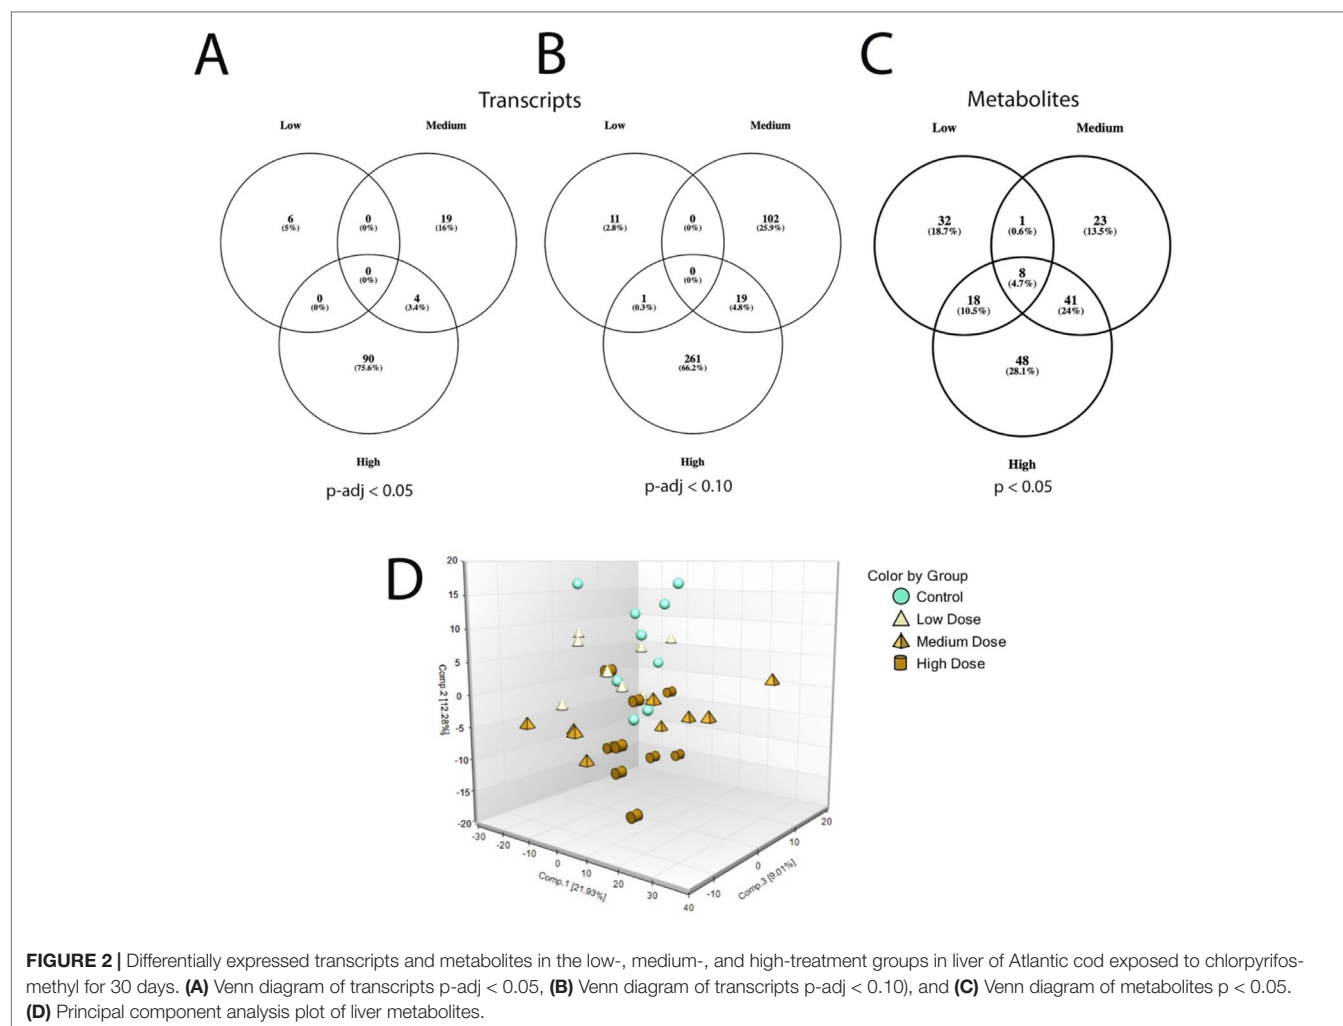 A
B
C
Transcripts
Metabolites
Low
Medium
Low
Medium
Low
Medium
6
(5%)
0
(0%)
19
(16%)
0
(0%)
0
(0%)
4
(3.4%)
90
(75.6%)
High
p-adj < 0.05
11
(2.8%)
0
(0%)
102
(25.9%)
0
(0%)
1
(0.3%)
19
(4.8%)
261
(66.2%)
High
p-adj < 0.10
32
(18.7%)
1
(0.6%)
23
(13.5%)
8
(4.7%)
18
(10.5%)
41
(24%)
48
(28.1%)
High
p < 0.05
D
20
15
10
5
0
-5
-10
-15
-20
Comp.2 [12.28%]
-30
-20
-10
0
10
20
30
40
Comp.1 [21.93%]
-10
0
10
20
Comp.3 [9.01%]
Color by Group
Control
Low Dose
Medium Dose
High Dose
FIGURE 2 | Differentially expressed transcripts and metabolites in the low-, medium-, and high-treatment groups in liver of Atlantic cod exposed to chlorpyrifos-
methyl for 30 days. (A) Venn diagram of transcripts p-adj < 0.05, (B) Venn diagram of transcripts p-adj < 0.10), and (C) Venn diagram of metabolites p < 0.05.
(D) Principal component analysis plot of liver metabolites.